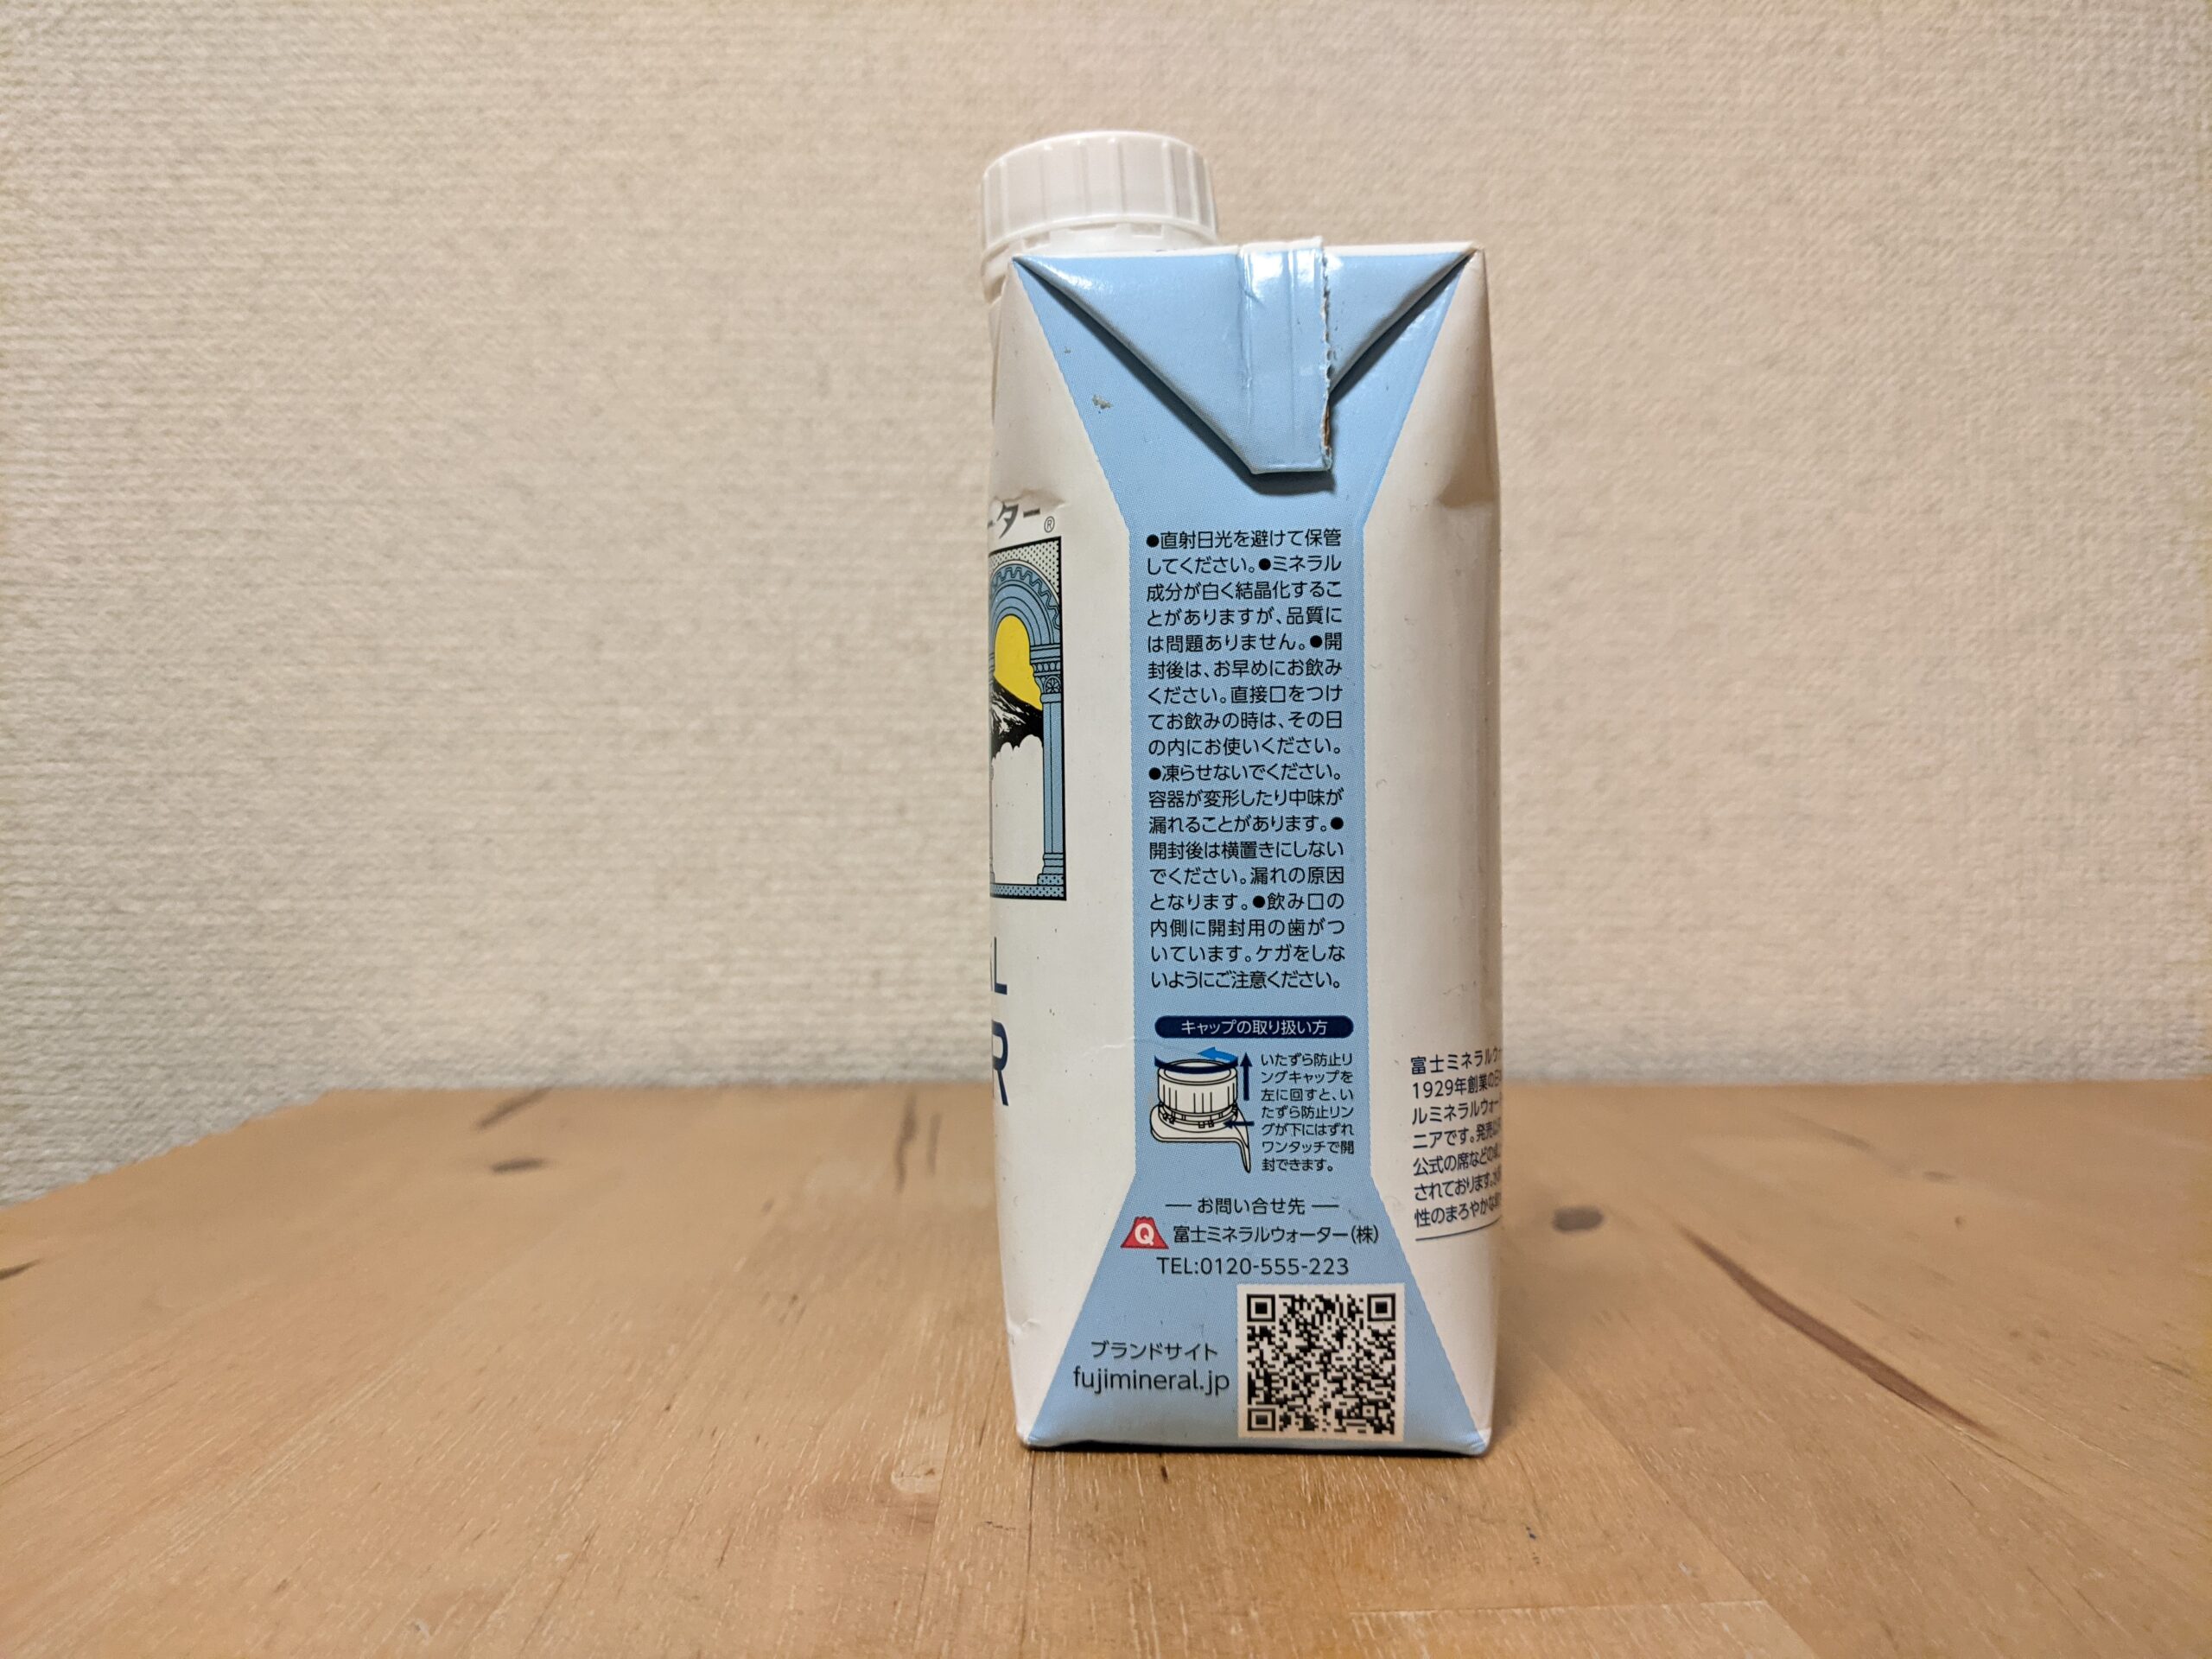 ーター®
AL
R
●直射日光を避けて保管
してください。●ミネラル
成分が白く結晶化するこ
とがありますが、品質に
は問題ありません。●開
封後は、お早めにお飲み
ください。直接口をつけ
てお飲みの時は、その日
の内にお使いください。
●凍らせないでください。
容器が変形したり中味が
漏れることがあります。●
開封後は横置きにしない
でください。漏れの原因
となります。●飲み口の
内側に開封用の歯がつ
いています。ケガをしな
いようにご注意ください。
キャップの取り扱い方
いたずら防止リ
ングキャップを
左に回すと、い
たずら防止リン
グが下にはずれ
ワンタッチで開
封できます。
― お問い合せ先 ―
Q 富士ミネラルウォーター(株)
TEL:0120-555-223
ブランドサイト
fujimineral.jp
富士ミネラルウ
1929年創業の
ルミネラルウォー
ニアです。発売
公式の席などの
されております。
性のまろやかな